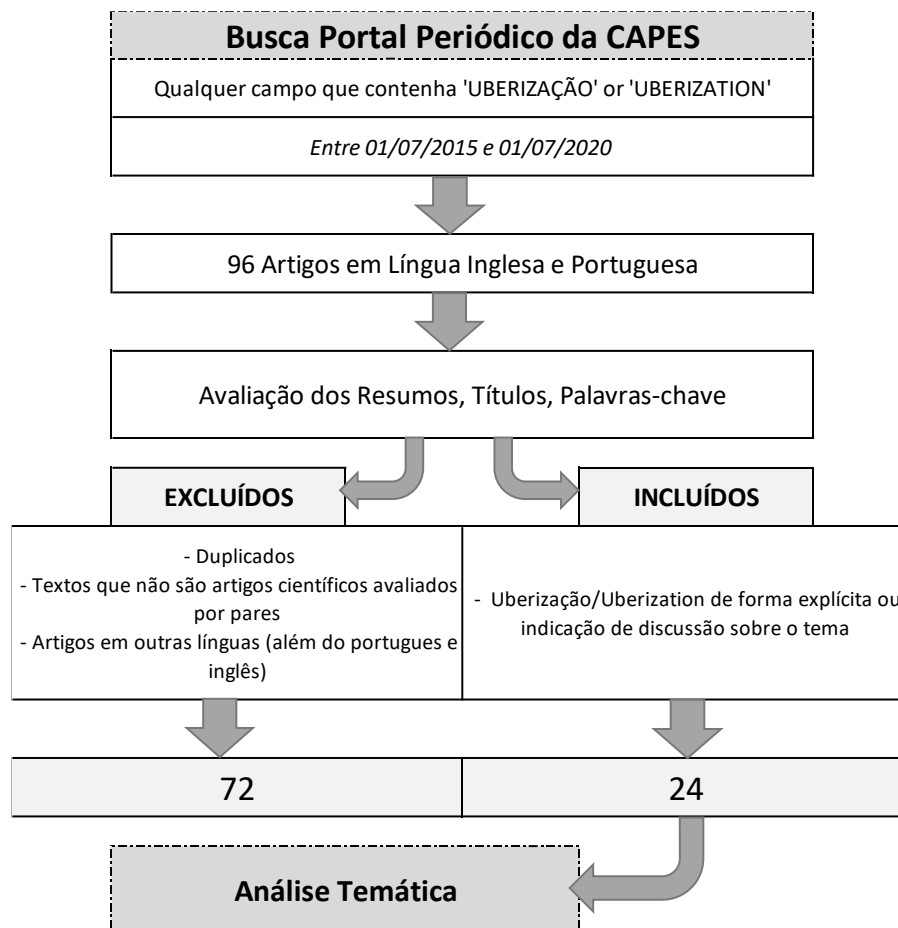 Busca Portal Periódico da CAPES
Qualquer campo que contenha 'UBERIZAÇÃO' or 'UBERIZATION'
Entre 01/07/2015 e 01/07/2020
96 Artigos em Língua Inglesa e Portuguesa
Avaliação dos Resumos, Títulos, Palavras-chave
EXCLUÍDOS
- Duplicados
- Textos que não são artigos científicos avaliados
por pares
- Artigos em outras línguas (além do portugues e
inglês)
72
INCLUÍDOS
- Uberização/Uberization de forma explícita ou
indicação de discussão sobre o tema
24
Análise Temática